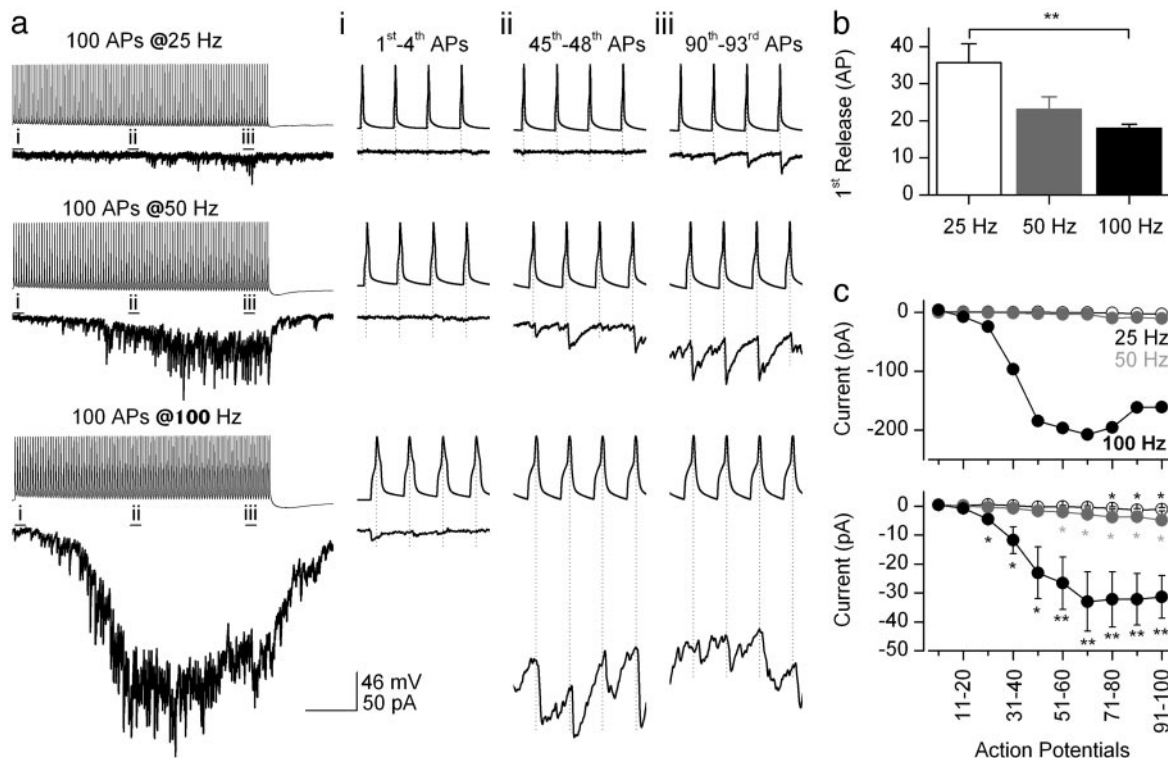 a
100 APs @25 Hz
i
ii
iii
100 APs @50 Hz
i
ii
iii
100 APs @100 Hz
i
ii
iii
46 mV
50 pA
i
1st-4th APs
ii
45th-48th APs
iii
90th-93rd APs
b
**
1st Release (AP)
40
30
20
10
0
25 Hz
50 Hz
100 Hz
c
Current (pA)
0
-100
-200
25 Hz
50 Hz
100 Hz
Current (pA)
0
-10
-20
-30
-40
-50
* * *
* * * * *
* * * ** ** ** ** **
11-20
31-40
51-60
71-80
91-100
Action Potentials